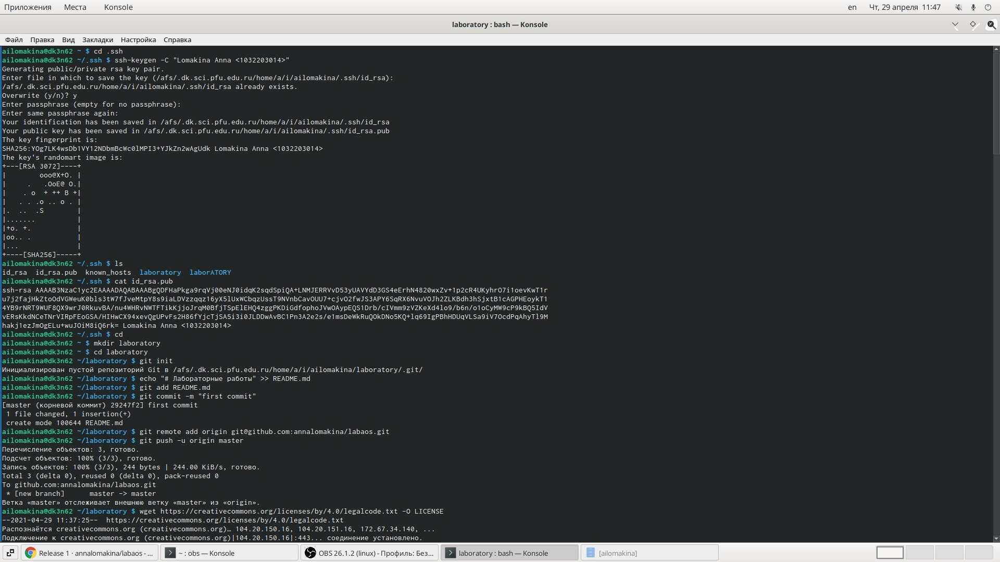 Приложения Места Konsole en Чт, 29 апреля 11:47
laboratory : bash — Konsole
Файл Правка Вид Закладки Настройка Справка
ailomakina@dk3n62 ~ $ cd .ssh
ailomakina@dk3n62 ~/.ssh $ ssh-keygen -C "Lomakina Anna <1032203014>"
Generating public/private rsa key pair.
Enter file in which to save the key (/afs/.dk.sci.pfu.edu.ru/home/a/i/ailomakina/.ssh/id_rsa):
/afs/.dk.sci.pfu.edu.ru/home/a/i/ailomakina/.ssh/id_rsa already exists.
Overwrite (y/n)? y
Enter passphrase (empty for no passphrase):
Enter same passphrase again:
Your identification has been saved in /afs/.dk.sci.pfu.edu.ru/home/a/i/ailomakina/.ssh/id_rsa
Your public key has been saved in /afs/.dk.sci.pfu.edu.ru/home/a/i/ailomakina/.ssh/id_rsa.pub
The key fingerprint is:
SHA256:YOg7LK4wsDb1VY12NDbmBcWc0lMPI3+YJkZn2wAgUdk Lomakina Anna <1032203014>
The key's randomart image is:
+---[RSA 3072]----+
|        ooo@X+O. |
|     .   .OoE@ O.|
|    . o  + ++ B +|
|   . . .o .. o . |
|.  ..  .S        |
|.......          |
|+o. +.           |
|oo.. .           |
|...              |
+----[SHA256]-----+
ailomakina@dk3n62 ~/.ssh $ ls
id_rsa id_rsa.pub known_hosts laboratory laborATORY
ailomakina@dk3n62 ~/.ssh $ cat id_rsa.pub
ssh-rsa AAAAB3NzaC1yc2EAAAADAQABAAABgQDFHaPkga9rqVj00eNJ0idqK2sqdSpiQA+LNMJERRVvD53yUAVYdD3GS4eErhN4820wxZv+1p2cR4UKyhrO7i1oevKwT1r
u7j2fajHkZtoOdVGWeuK0bls3tW7fJveMtpY8s9iaLDVzzqqz16yX5lUxWCbqzUssT9NVnbCavOUU7+cjvO2fwJS3APY6SqRX6NvuVOJh2ZLKBdh3hSjxtB1cAGPHEoykT1
4YB9rNRT9WUF8QX9wrJ0RkuvBA/nu4WHRvNWTFTikKjjoJrqM0BfjTSpElEHQ4zggPKDiGdfophoJVwOAypEQS1Drb/cIVmm9zVZKeXd4lo9/b6n/o1oCyMW9cP9kBQ5IdV
vERsKkdNCeTNrVIRpFEoGSA/HIHwCX94xevQgUPvFs2H86fYjcTjSA5i3i0JLDDwAvBC1Pn3A2e2s/e1msDeWkRuQOkDNo5KQ+lq69IgPBhHDUqVLSa9iV7OcdPqAhyTl9M
hakj1ezJmOgELu+wuJOiM8iQ6rk= Lomakina Anna <1032203014>
ailomakina@dk3n62 ~/.ssh $ cd
ailomakina@dk3n62 ~ $ mkdir laboratory
ailomakina@dk3n62 ~ $ cd laboratory
ailomakina@dk3n62 ~/laboratory $ git init
Инициализирован пустой репозиторий Git в /afs/.dk.sci.pfu.edu.ru/home/a/i/ailomakina/laboratory/.git/
ailomakina@dk3n62 ~/laboratory $ echo "# Лабораторные работы" >> README.md
ailomakina@dk3n62 ~/laboratory $ git add README.md
ailomakina@dk3n62 ~/laboratory $ git commit -m "first commit"
[master (корневой коммит) 29247f2] first commit
1 file changed, 1 insertion(+)
create mode 100644 README.md
ailomakina@dk3n62 ~/laboratory $ git remote add origin git@github.com:annalomakina/labaos.git
ailomakina@dk3n62 ~/laboratory $ git push -u origin master
Перечисление объектов: 3, готово.
Подсчет объектов: 100% (3/3), готово.
Запись объектов: 100% (3/3), 244 bytes | 244.00 KiB/s, готово.
Total 3 (delta 0), reused 0 (delta 0), pack-reused 0
To github.com:annalomakina/labaos.git
* [new branch]      master -> master
Ветка «master» отслеживает внешнюю ветку «master» из «origin».
ailomakina@dk3n62 ~/laboratory $ wget https://creativecommons.org/licenses/by/4.0/legalcode.txt -O LICENSE
--2021-04-29 11:37:25--  https://creativecommons.org/licenses/by/4.0/legalcode.txt
Распознаётся creativecommons.org (creativecommons.org)… 104.20.150.16, 104.20.151.16, 172.67.34.140, ...
Подключение к creativecommons.org (creativecommons.org)|104.20.150.16|:443... соединение установлено.
Release 1 · annalomakina/labaos - ... ~ : obs — Konsole OBS 26.1.2 (linux) - Профиль: Без... laboratory : bash — Konsole [ailomakina]